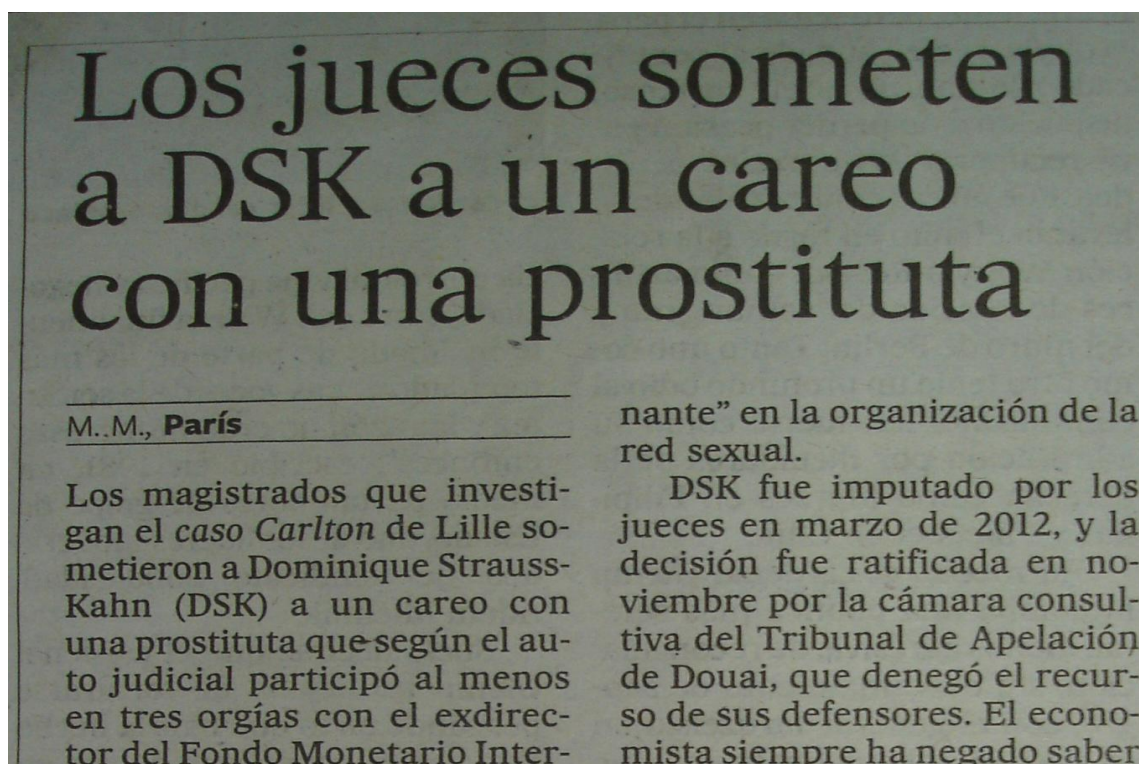 Los jueces someten
a DSK a un careo
con una prostituta
M. M., París
Los magistrados que investi-
gan el caso Carlton de Lille so-
metieron a Dominique Strauss-
Kahn (DSK) a un careo con
una prostituta que según el au-
to judicial participó al menos
en tres orgías con el exdirec-
tor del Fondo Monetario Inter-
nante” en la organización de la
red sexual.
DSK fue imputado por los
jueces en marzo de 2012, y la
decisión fue ratificada en no-
viembre por la cámara consul-
tiva del Tribunal de Apelación
de Douai, que denegó el recur-
so de sus defensores. El econo-
mista siempre ha negado saber